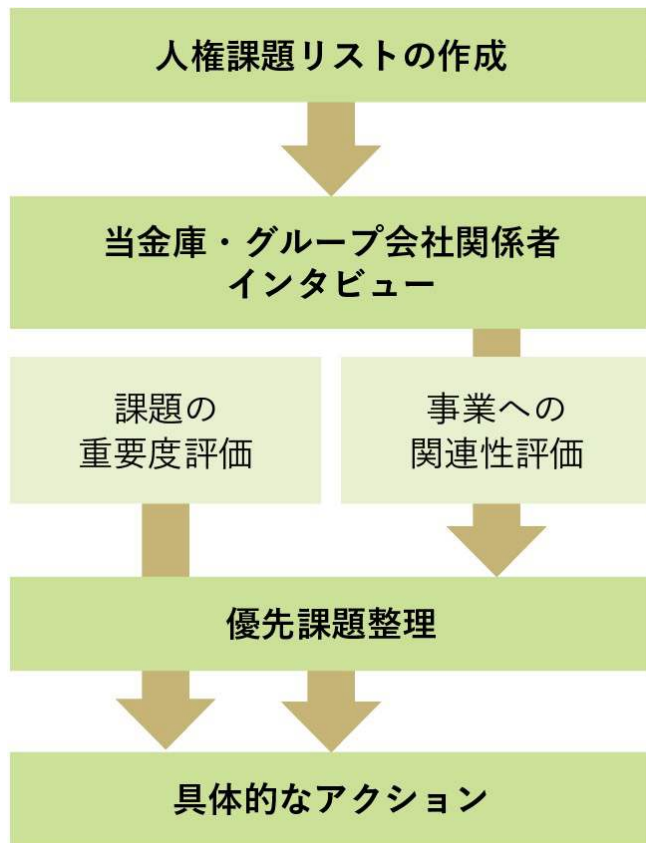 人権課題リストの作成
当金庫・グループ会社関係者
インタビュー
課題の
重要度評価
事業への
関連性評価
優先課題整理
具体的なアクション